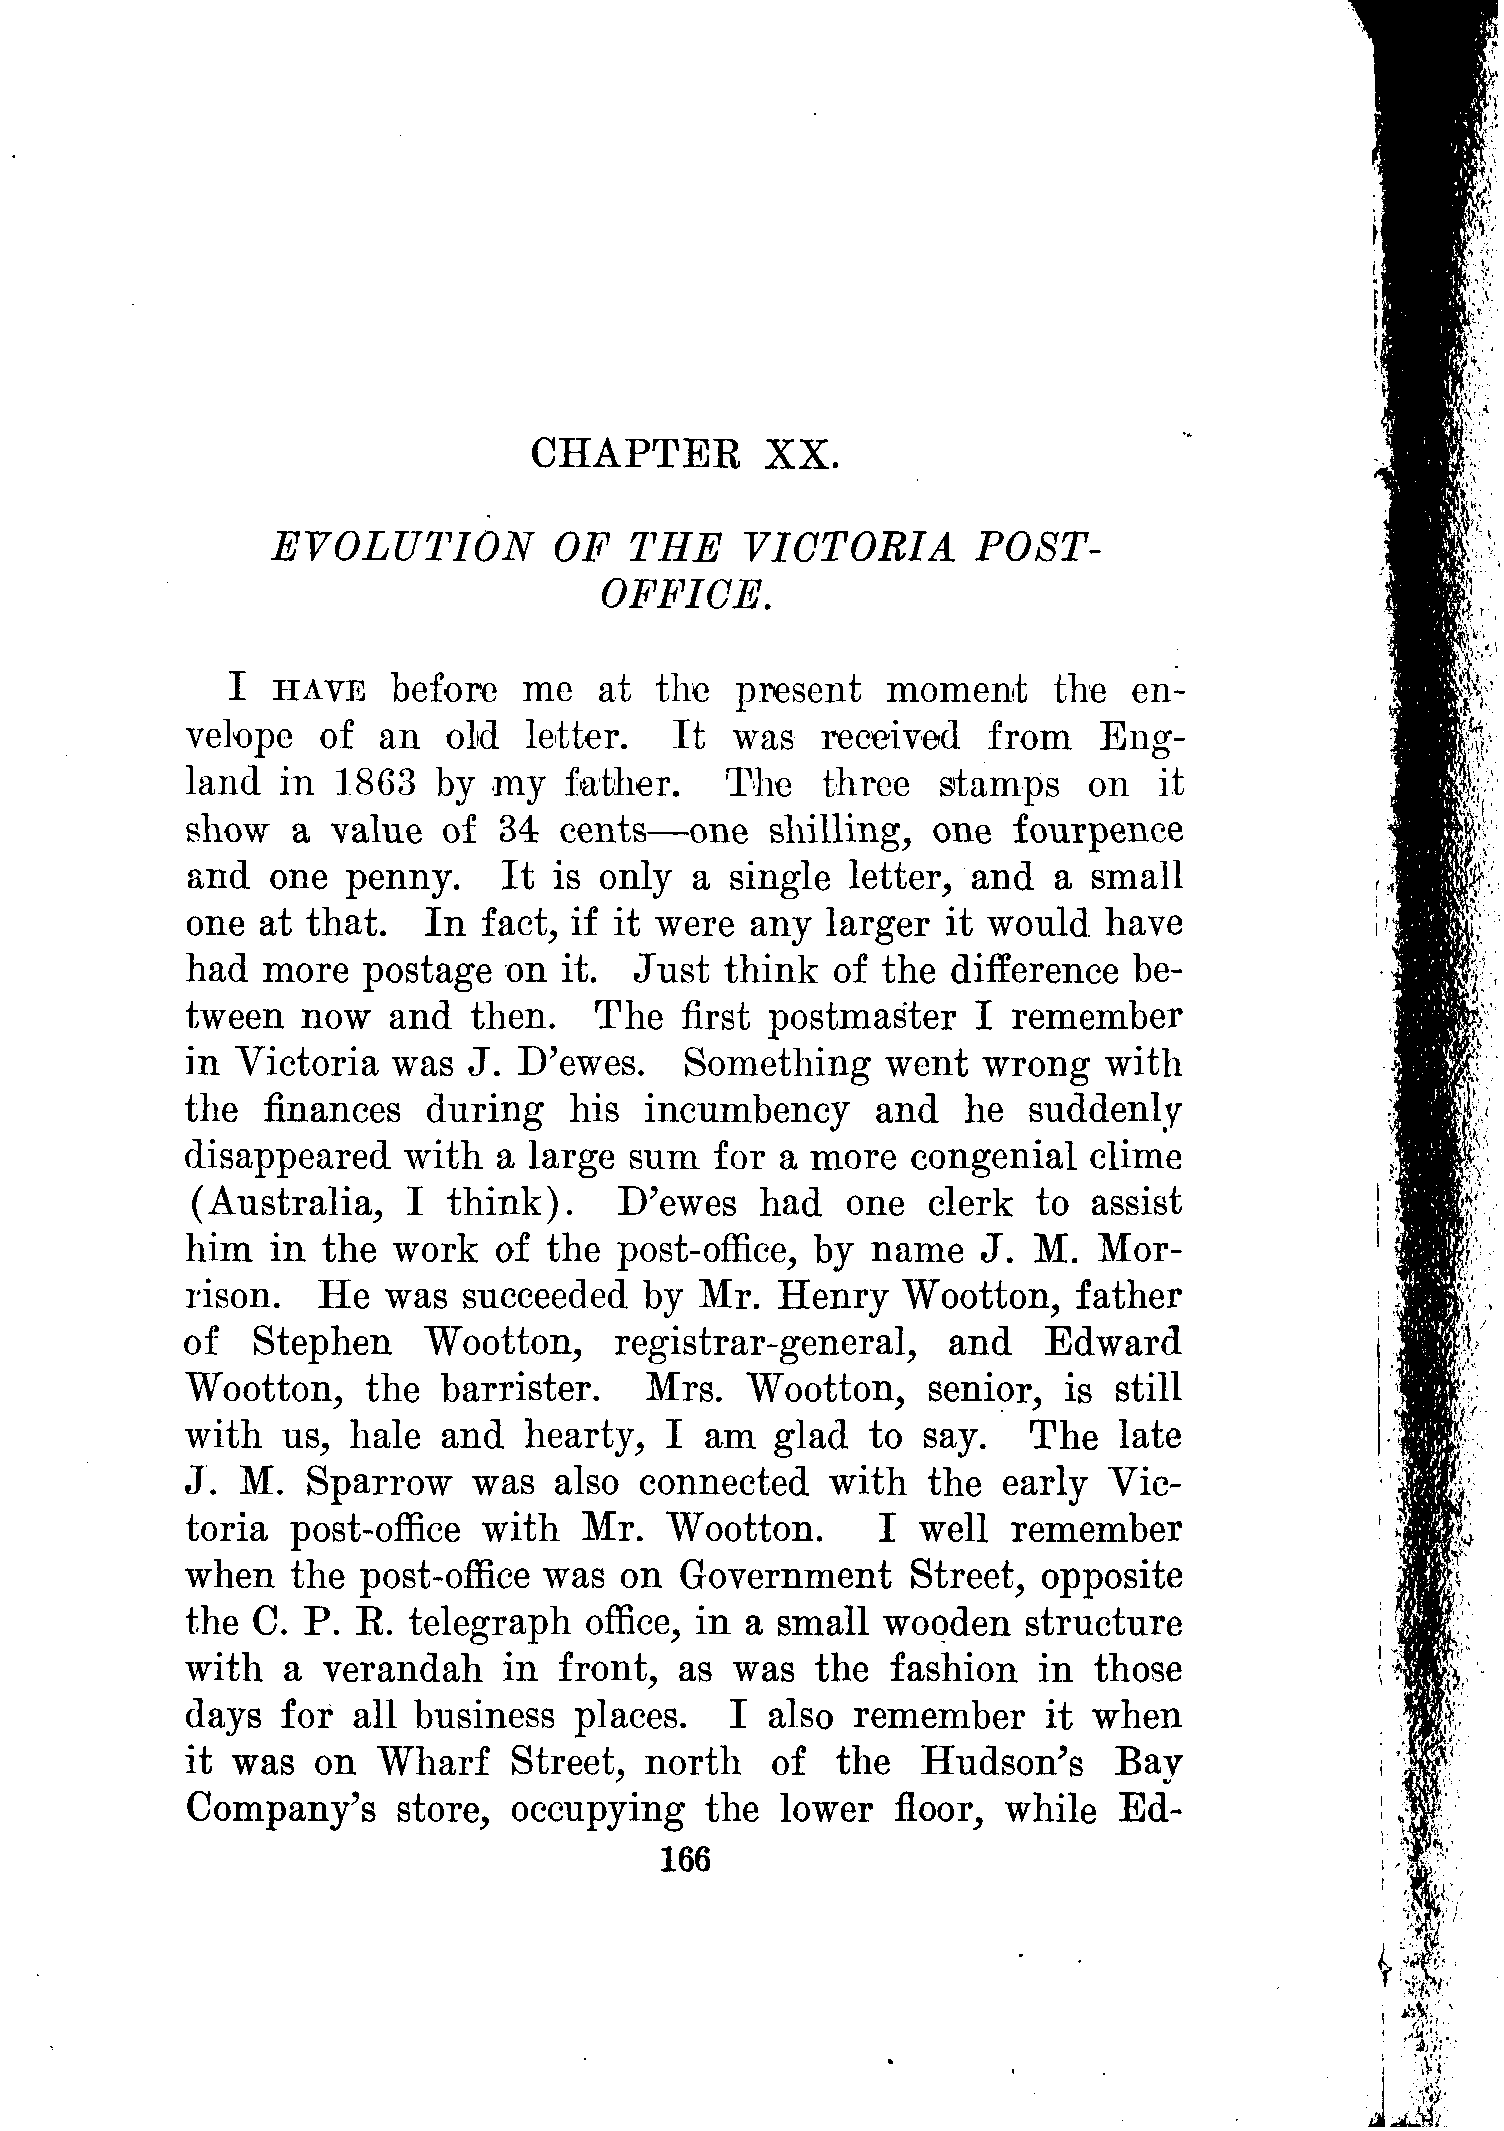 CHAPTER XX.
EVOLUTION OF THE VICTORIA POST-
OFFICE.
I HAVE before me at the present moment the en-
velope of an old letter. It was received from Eng-
land in 1863 by my father. The three stamps on it
show a value of 34 cents—one shilling, one fourpence
and one penny. It is only a single letter, and a small
one at that. In fact, if it were any larger it would have
had more postage on it. Just think of the difference be-
tween now and then. The first postmaster I remember
in Victoria was J. D'ewes. Something went wrong with
the finances during his incumbency and he suddenly
disappeared with a large sum for a more congenial clime
(Australia, I think). D'ewes had one clerk to assist
him in the work of the post-office, by name J. M. Mor-
rison. He was succeeded by Mr. Henry Wootton, father
of Stephen Wootton, registrar-general, and Edward
Wootton, the barrister. Mrs. Wootton, senior, is still
with us, hale and hearty, I am glad to say. The late
J. M. Sparrow was also connected with the early Vic-
toria post-office with Mr. Wootton. I well remember
when the post-office was on Government Street, opposite
the C. P. R. telegraph office, in a small wooden structure
with a verandah in front, as was the fashion in those
days for all business places. I also remember it when
it was on Wharf Street, north of the Hudson's Bay
Company's store, occupying the lower floor, while Ed-
166